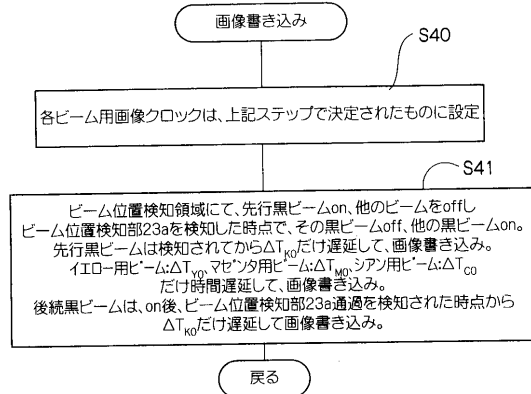 画像書き込み
S40
各ビーム用画像クロックは、上記ステップで決定されたものに設定
S41
ビーム位置検知領域にて、先行黒ビームon、他のビームをoffし
ビーム位置検知部23aを検知した時点で、その黒ビームoff、他の黒ビームon。
先行黒ビームは検知されてからΔTK0だけ遅延して、画像書き込み。
イエロー用ビーム:ΔTY0、マゼンタ用ビーム:ΔTM0、シアン用ビーム:ΔTC0
だけ時間遅延して、画像書き込み。
後続黒ビームは、on後、ビーム位置検知部23a通過を検知された時点から
ΔTK0だけ遅延して画像書き込み。
戻る